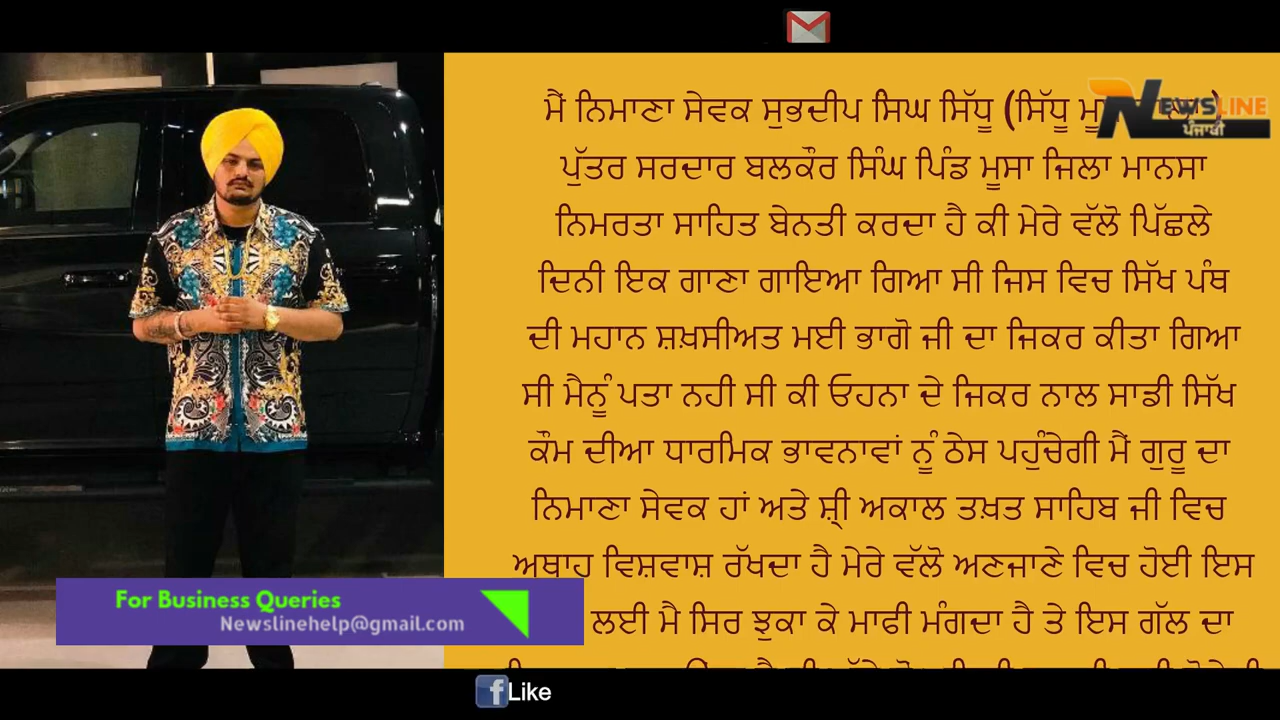 ਮੈਂ ਨਿਮਾਣਾ ਸੇਵਕ ਸੁਭਦੀਪ ਸਿਘ ਸਿੱਧੂ (ਸਿੱਧੂ
NEWSLINE
ਪੰਜਾਬੀ
ਪੁੱਤਰ ਸਰਦਾਰ ਬਲਕੌਰ ਸਿੰਘ ਪਿੰਡ ਮੂਸਾ ਜਿਲਾ ਮਾਨਸਾ
ਨਿਮਰਤਾ ਸਾਹਿਤ ਬੇਨਤੀ ਕਰਦਾ ਹੈ ਕੀ ਮੇਰੇ ਵੱਲੋ ਪਿੱਛਲੇ
ਦਿਨੀ ਇਕ ਗਾਣਾ ਗਾਇਆ ਗਿਆ ਸੀ ਜਿਸ ਵਿਚ ਸਿੱਖ ਪੰਥ
ਦੀ ਮਹਾਨ ਸ਼ਖ਼ਸੀਅਤ ਮਈ ਭਾਗੋ ਜੀ ਦਾ ਜਿਕਰ ਕੀਤਾ ਗਿਆ
ਸੀ ਮੈਨੂੰ ਪਤਾ ਨਹੀ ਸੀ ਕੀ ਓਹਨਾ ਦੇ ਜਿਕਰ ਨਾਲ ਸਾਡੀ ਸਿੱਖ
ਕੌਮ ਦੀਆ ਧਾਰਮਿਕ ਭਾਵਨਾਵਾਂ ਨੂੰ ਠੇਸ ਪਹੁੰਚੇਗੀ ਮੈਂ ਗੁਰੂ ਦਾ
ਨਿਮਾਣਾ ਸੇਵਕ ਹਾਂ ਅਤੇ ਸ਼੍ਰੀ ਅਕਾਲ ਤਖ਼ਤ ਸਾਹਿਬ ਜੀ ਵਿਚ
ਅਥਾਹ ਵਿਸ਼ਵਾਸ਼ ਰੱਖਦਾ ਹੈ ਮੇਰੇ ਵੱਲੋ ਅਣਜਾਣੇ ਵਿਚ ਹੋਈ ਇਸ
ਲਈ ਮੈ ਸਿਰ ਝੁਕਾ ਕੇ ਮਾਫੀ ਮੰਗਦਾ ਹੈ ਤੇ ਇਸ ਗੱਲ ਦਾ
For Business Queries
Newslinehelp@gmail.com
Like